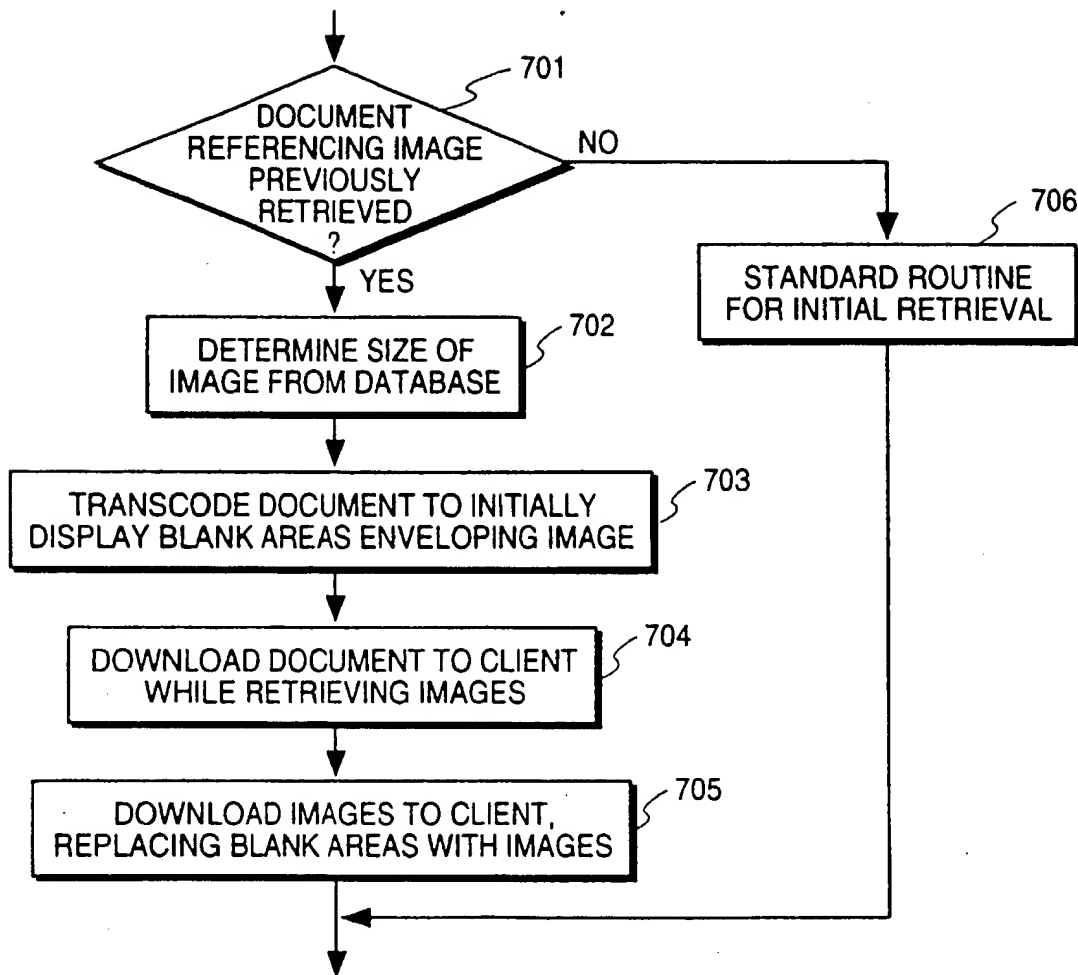 701
DOCUMENT
REFERENCING IMAGE
PREVIOUSLY
RETRIEVED
?
NO
YES
706
STANDARD ROUTINE
FOR INITIAL RETRIEVAL
702
DETERMINE SIZE OF
IMAGE FROM DATABASE
703
TRANSCODE DOCUMENT TO INITIALLY
DISPLAY BLANK AREAS ENVELOPING IMAGE
704
DOWNLOAD DOCUMENT TO CLIENT
WHILE RETRIEVING IMAGES
705
DOWNLOAD IMAGES TO CLIENT,
REPLACING BLANK AREAS WITH IMAGES